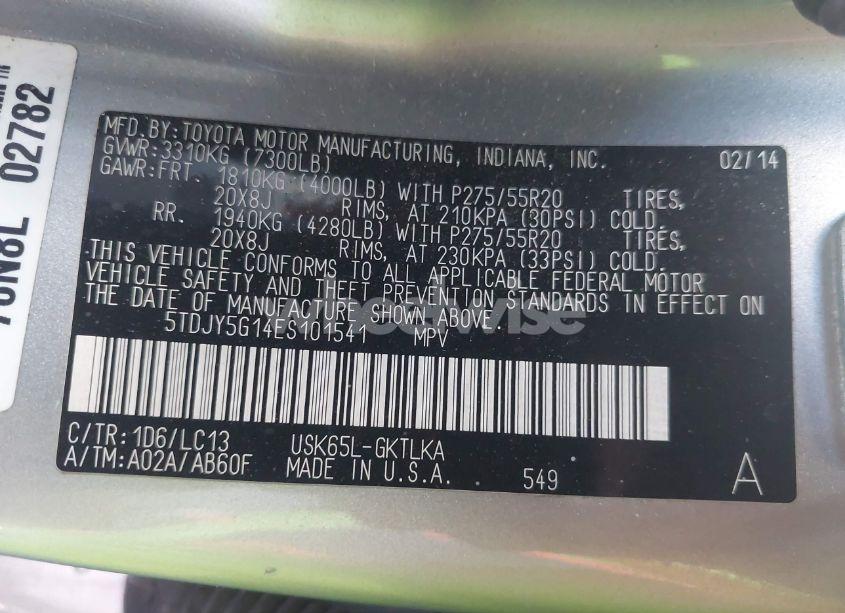 02782
MFD.BY:TOYOTA MOTOR MANUFACTURING, INDIANA, INC. 02/14
GVWR:3310KG (7300LB)
GAWR:FRT 1810KG (4000LB) WITH P275/55R20 TIRES,
20X8J RIMS, AT 210KPA (30PSI) COLD.
RR. 1940KG (4280LB) WITH P275/55R20 TIRES,
20X8J RIMS, AT 230KPA (33PSI) COLD.
THIS VEHICLE CONFORMS TO ALL APPLICABLE FEDERAL MOTOR
VEHICLE SAFETY AND THEFT PREVENTION STANDARDS IN EFFECT ON
THE DATE OF MANUFACTURE SHOWN ABOVE.
5TDJY5G14ES101541 MPV
C/TR:1D6/LC13 USK65L-GKTLKA
A/TM:A02A/AB60F MADE IN U.S.A. 549 A